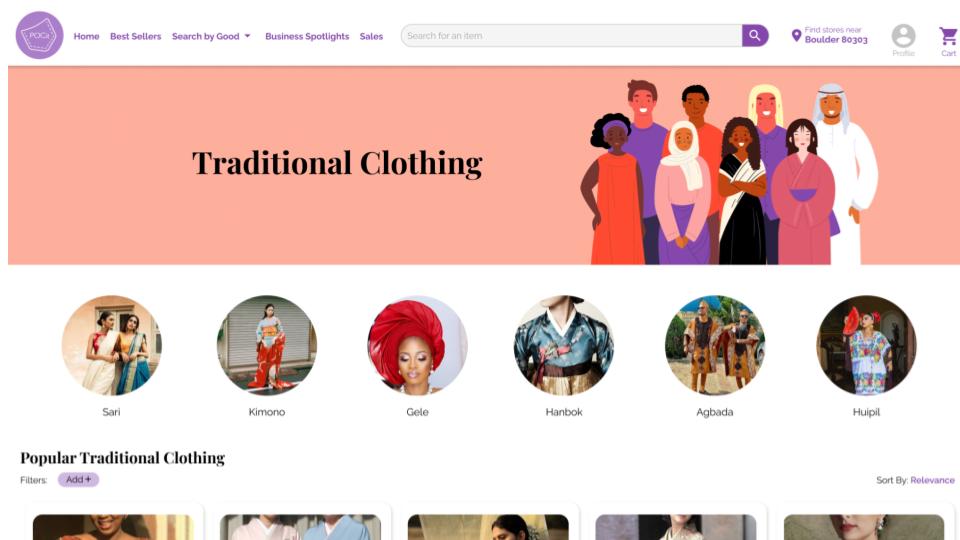 POCit
Home Best Sellers Search by Good Business Spotlights Sales
Search for an item
Find stores near
Boulder 80303
Profile
Cart
Traditional Clothing
Sari Kimono Gele Hanbok Agbada Huipil
Popular Traditional Clothing
Filters: Add +
Sort By: Relevance